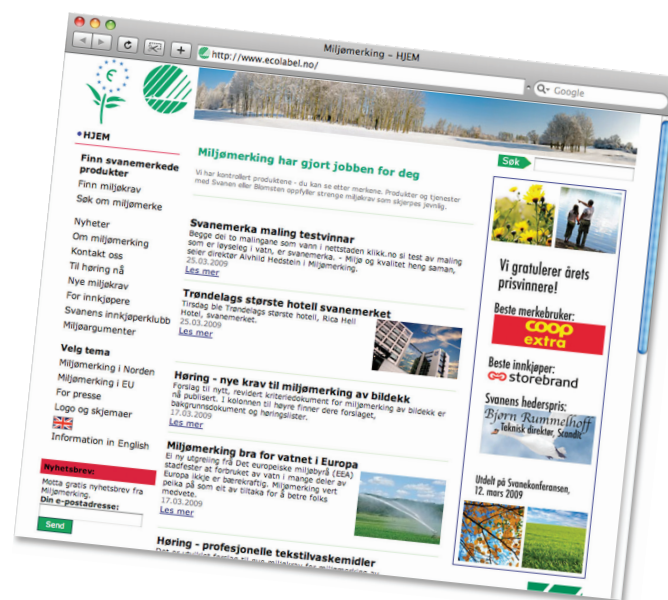 Miljømerking – HJEM
http://www.ecolabel.no/
Google
HJEM
Finn svanemerkede
produkter
Finn miljøkrav
Søk om miljømerke
Nyheter
Om miljømerking
Kontakt oss
Til høring nå
Nye miljøkrav
For innkjøpere
Svanens innkjøperklubb
Miljøargumenter
Velg tema
Miljømerking i Norden
Miljømerking i EU
For presse
Logo og skjemaer
Information in English
Nyhetsbrev:
Motta gratis nyhetsbrev fra
Miljømerking.
Din e-postadresse:
Send
Miljømerking har gjort jobben for deg
Vi har kontrollert produktene - du kan se etter merkene. Produkter og tjenester
med Svanen eller Blomsten oppfyller strenge miljøkrav som skjerpes jevnlig.
Svanemerka maling testvinnar
Begge dei to malingane som vann i nettstaden klikk.no si test av maling
som er løyseleg i vatn, er svanemerka. - Miljø og kvalitet heng saman,
seier direktør Alvhild Hedstein i Miljømerking.
25.03.2009
Les mer
Trøndelags største hotell svanemerket
Tirsdag ble Trøndelags største hotell, Rica Hell
Hotel, svanemerket.
25.03.2009
Les mer
Høring - nye krav til miljømerking av bildekk
Forslag til nytt, revidert kriteriedokument for miljømerking av bildekk er
nå publisert. I kolonnen til høyre finner dere forslaget,
bakgrunnsdokument og høringslister.
17.03.2009
Les mer
Miljømerking bra for vatnet i Europa
Ei ny utgreiing frå Det europeiske miljøbyrå (EEA)
stadfester at forbruket av vatn i mange deler av
Europa ikkje er bærekraftig. Miljømerking vert
peika på som eit av tiltaka for å betre folks
medvete.
17.03.2009
Les mer
Høring - profesjonelle tekstilvaskemidler
Søk
Vi gratulerer årets
prisvinnere!
Beste merkebruker:
coop
extra
Beste innkjøper:
storebrand
Svanens hederspris:
Bjørn Rummelhoff
Teknisk direktør, Scandic
Utdelt på Svanekonferansen,
12. mars 2009